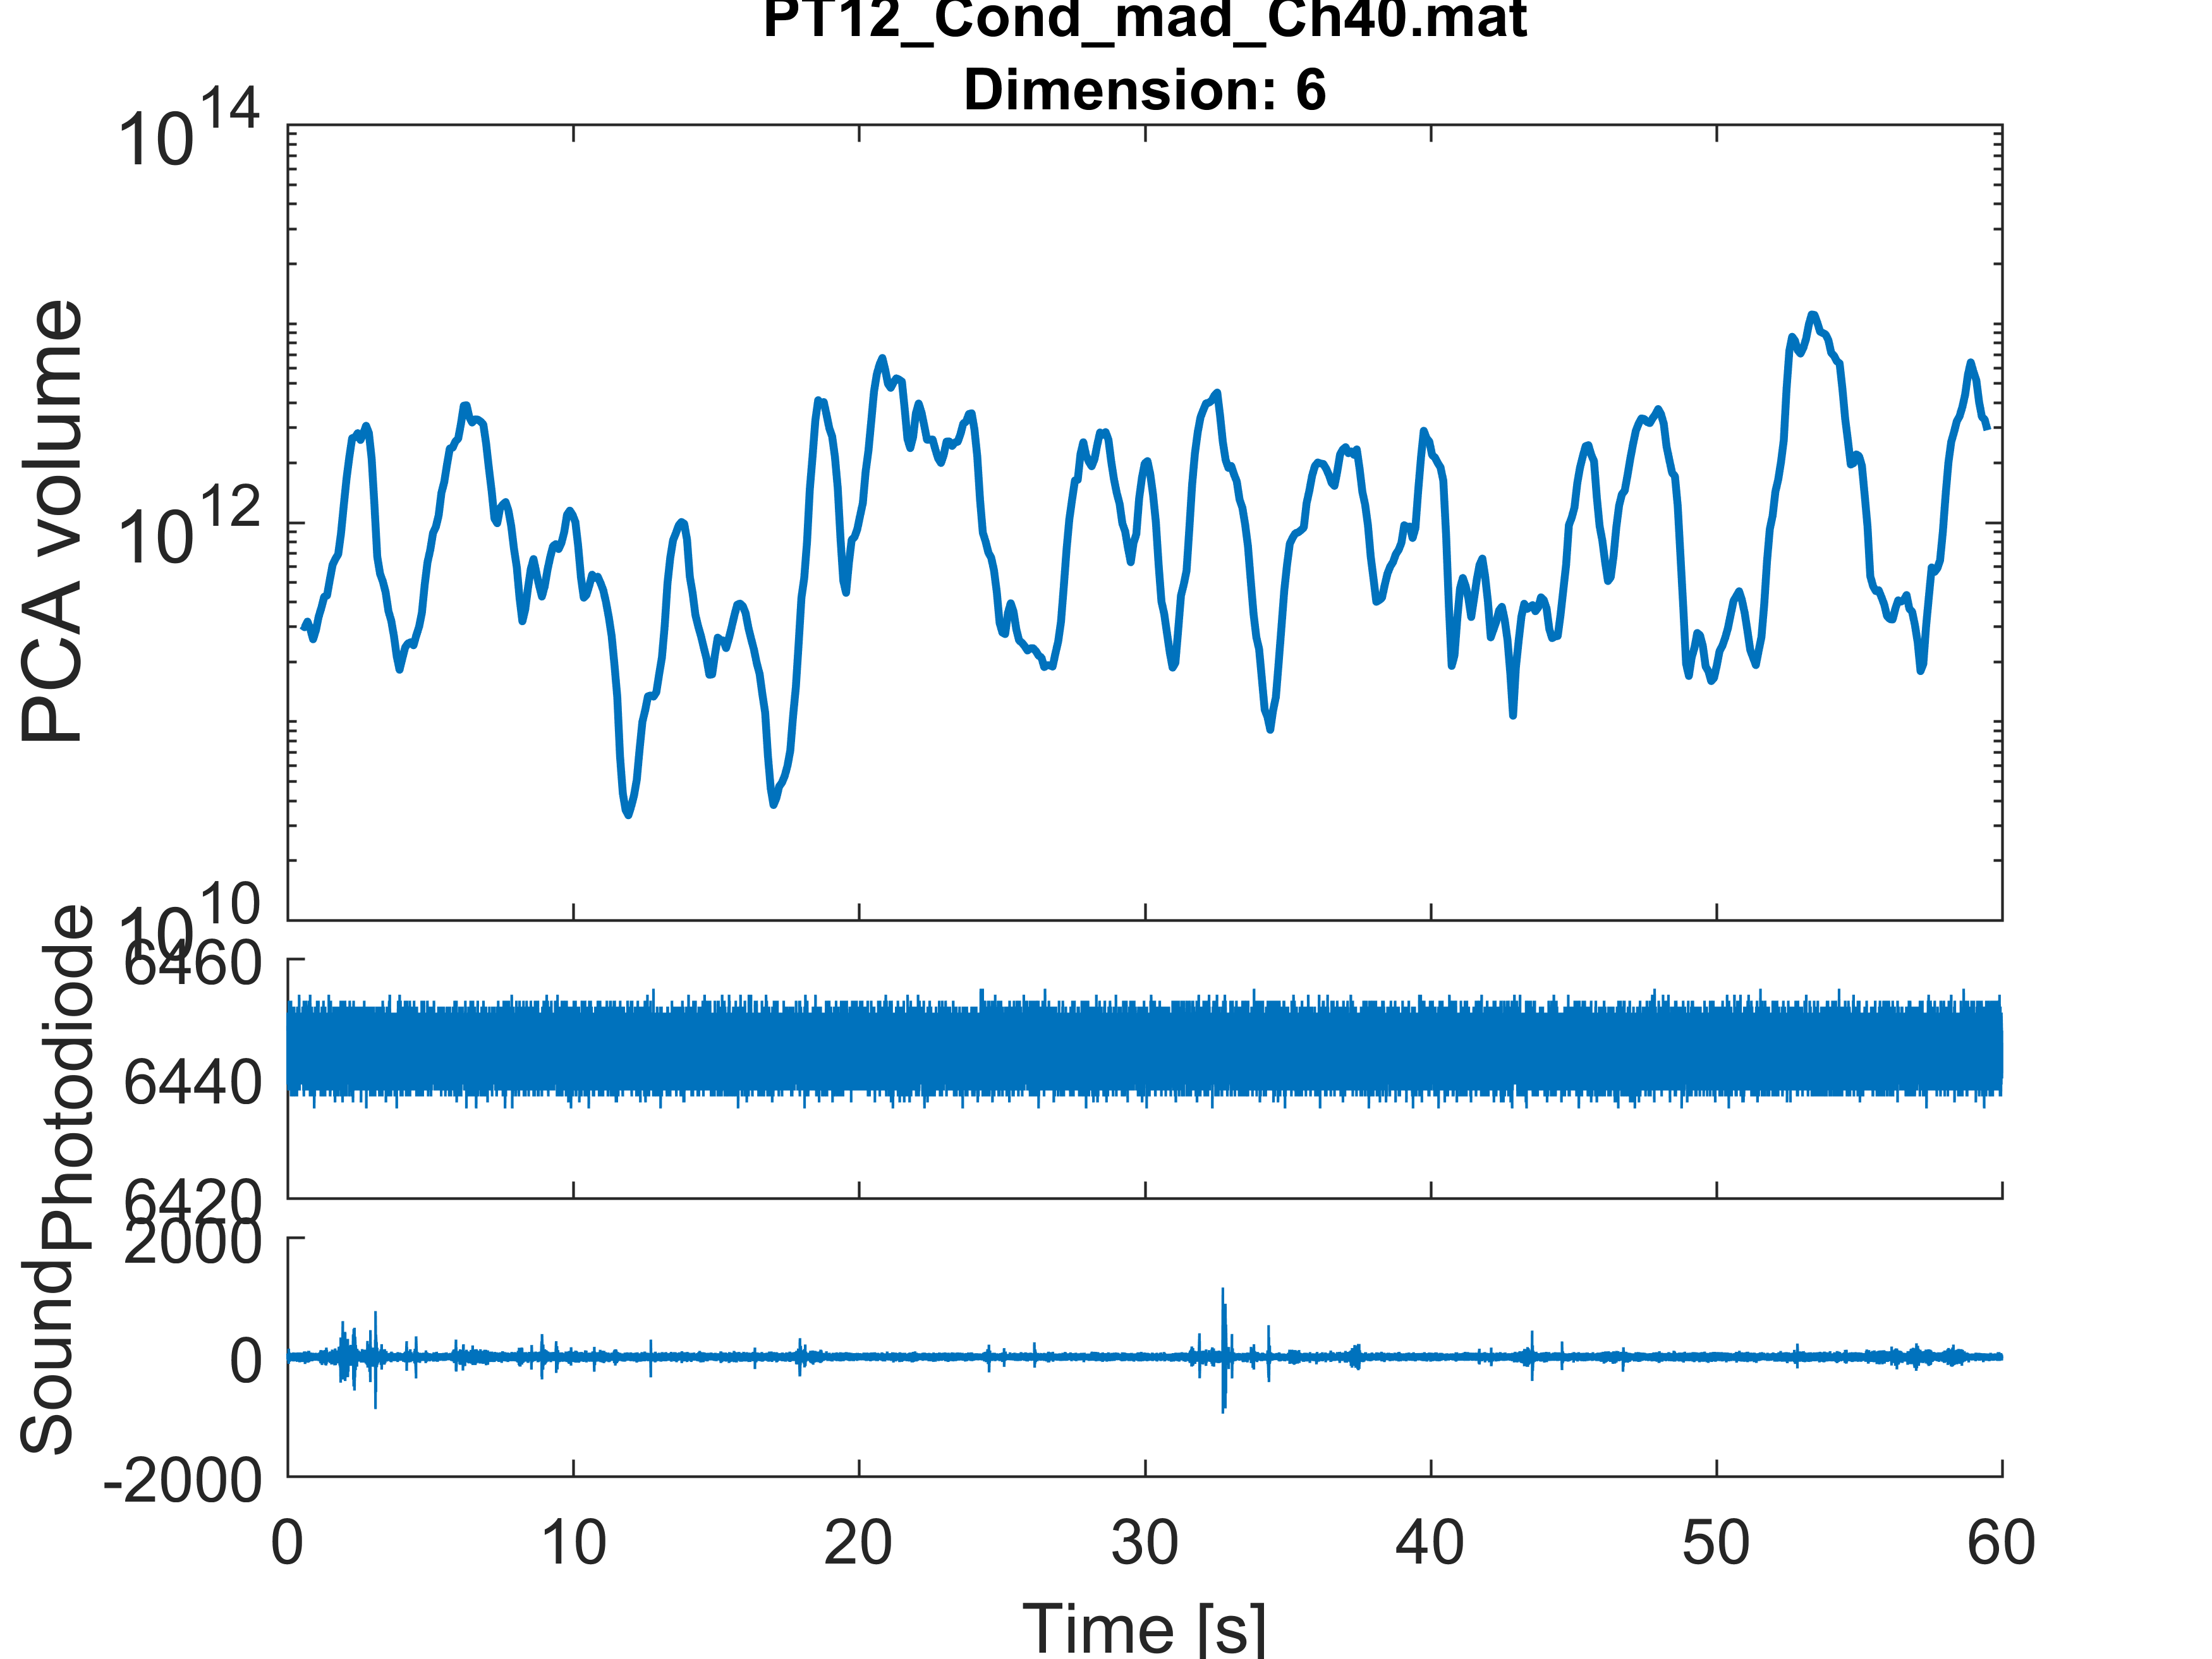 PT12_Cond_mad_Ch40.mat
Dimension: 6
PCA volume
10^14
10^12
10^10
Photodiode
6460
6440
6420
Sound
2000
0
-2000
0 10 20 30 40 50 60
Time [s]